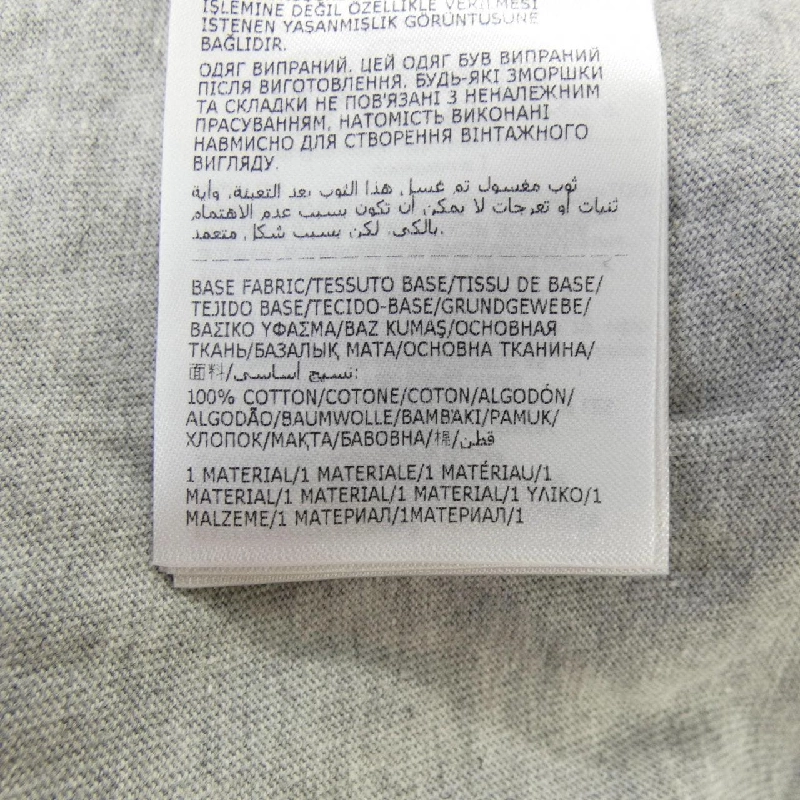 İŞLEMİNE DEĞİL ÖZELLİKLE VERİLMESİ
İSTENEN YAŞANMIŞLIK GÖRÜNTÜSÜNE
BAĞLIDIR.
ОДЯГ ВИПРАНИЙ. ЦЕЙ ОДЯГ БУВ ВИПРАНИЙ
ПІСЛЯ ВИГОТОВЛЕННЯ. БУДЬ-ЯКІ ЗМОРШКИ
ТА СКЛАДКИ НЕ ПОВ'ЯЗАНІ З НЕНАЛЕЖНИМ
ПРАСУВАННЯМ, НАТОМІСТЬ ВИКОНАНІ
НАВМИСНО ДЛЯ СТВОРЕННЯ ВІНТАЖНОГО
ВИГЛЯДУ.
ثوب مغسول تم غسل هذا الثوب بعد التعبئة. وأية
ثنيات أو تعرجات لا يمكن أن تكون بسبب عدم الاهتمام
بالكي. لكن بسبب شكل متعمد.
BASE FABRIC/TESSUTO BASE/TISSU DE BASE/
TEJIDO BASE/TECIDO-BASE/GRUNDGEWEBE/
ΒΑΣΙΚΟ ΥΦΑΣΜΑ/BAZ KUMAŞ/ОСНОВНАЯ
ТКАНЬ/БАЗАЛЫҚ МАТА/ОСНОВНА ТКАНИНА/
面料/نسيج أساسي:
100% COTTON/COTONE/COTON/ALGODÓN/
ALGODÃO/BAUMWOLLE/ΒΑΜΒΑΚΙ/PAMUK/
ХЛОПОК/МАҚТА/БАВОВНА/棉/قطن
1 MATERIAL/1 MATERIALE/1 MATÉRIAU/1
MATERIAL/1 MATERIAL/1 MATERIAL/1 ΥΛΙΚΟ/1
MALZEME/1 МАТЕРИАЛ/1МАТЕРИАЛ/1